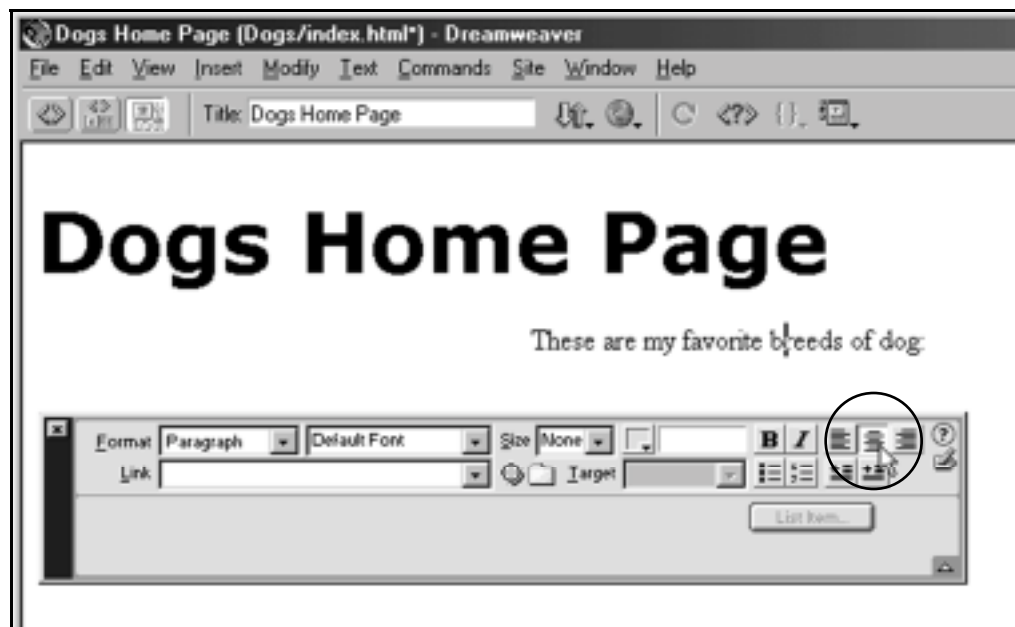 Dogs Home Page (Dogs/index.html*) - Dreamweaver
File Edit View Insert Modify Text Commands Site Window Help
Title: Dogs Home Page
Dogs Home Page
These are my favorite breeds of dog:
Format Paragraph Default Font Size None B I
Link Target
List Item...